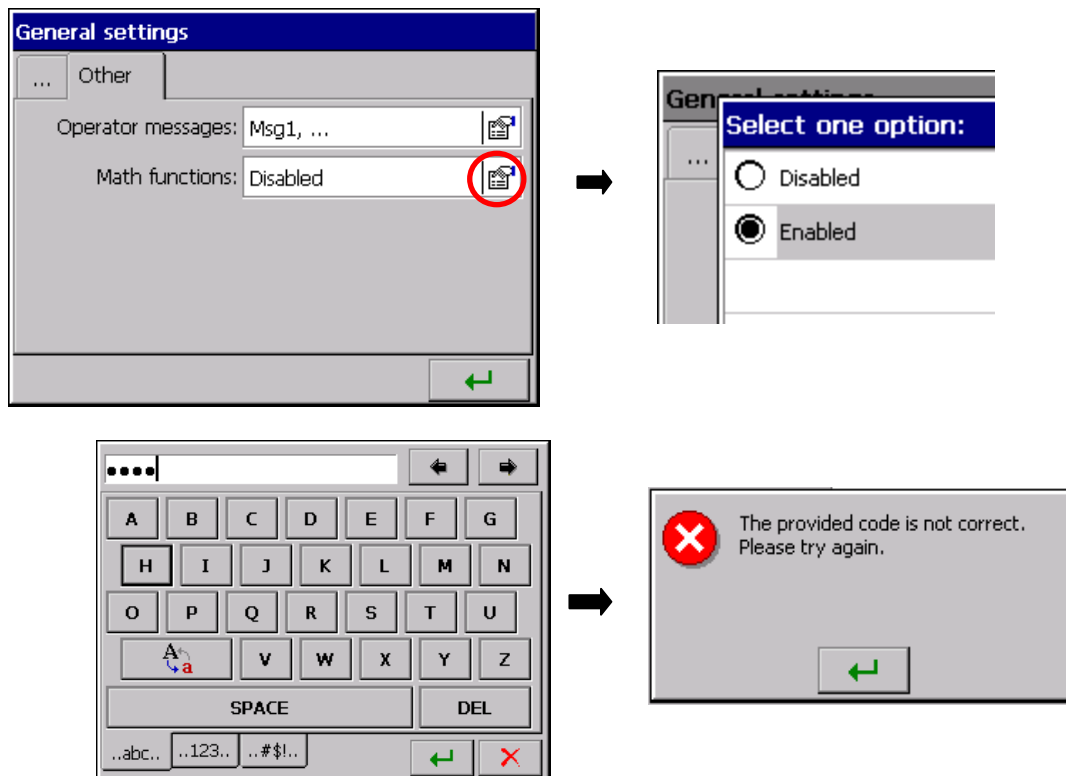 General settings
... Other
Operator messages: Msg1, ...
Math functions: Disabled
Select one option:
...
Disabled
Enabled
A B C D E F G
H I J K L M N
O P Q R S T U
A a V W X Y Z
SPACE DEL
..abc.. ..123.. ..#$!..
The provided code is not correct.
Please try again.